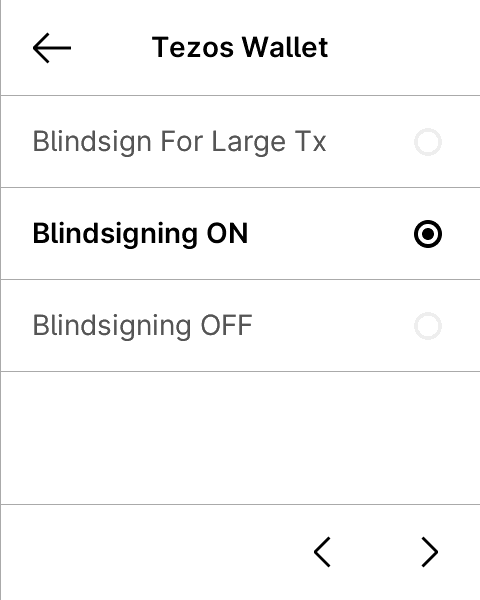 Tezos Wallet
Blindsign For Large Tx
Blindsigning ON
Blindsigning OFF